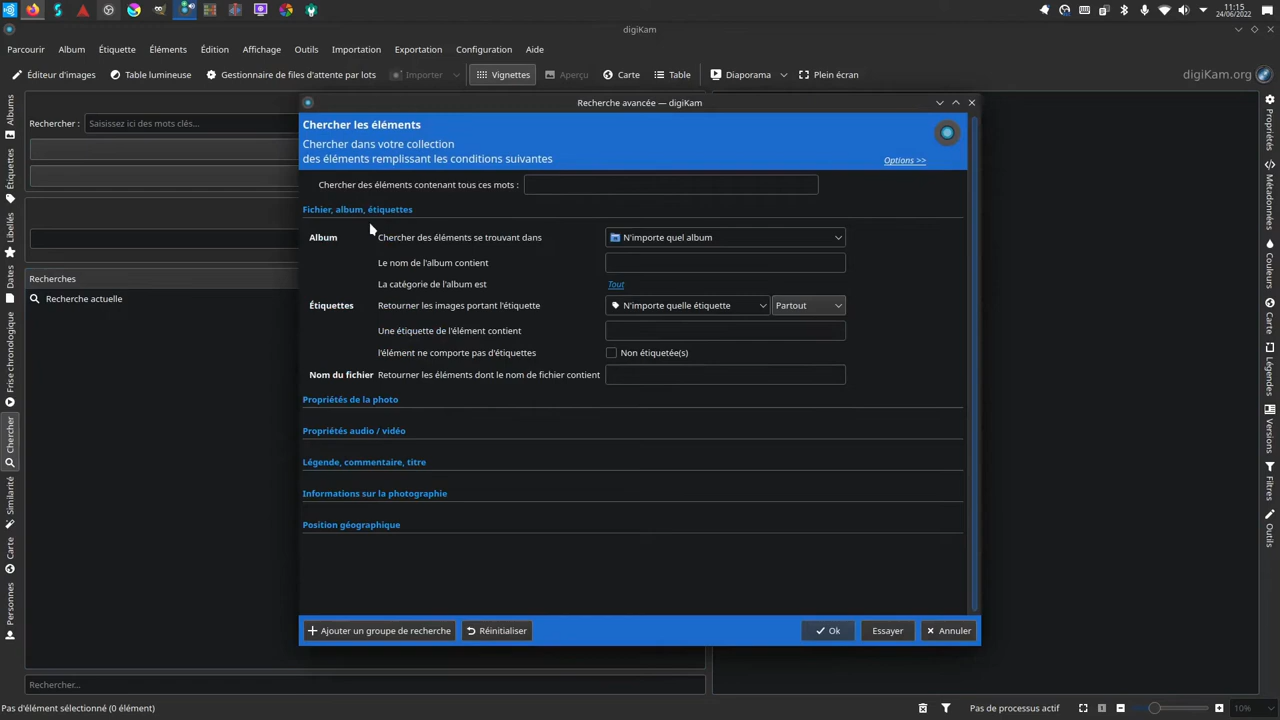 11:15
24/06/2022
digiKam
Parcourir Album Étiquette Éléments Édition Affichage Outils Importation Exportation Configuration Aide
Éditeur d'images Table lumineuse Gestionnaire de files d'attente par lots Importer Vignettes Aperçu Carte Table Diaporama Plein écran digiKam.org
Albums
Étiquettes
Libellés
Dates
Frise chronologique
Chercher
Similarité
Carte
Personnes
Rechercher : Saisissez ici des mots clés...
Recherches
Recherche actuelle
Recherche avancée — digiKam
Chercher les éléments
Chercher dans votre collection
des éléments remplissant les conditions suivantes
Options >>
Chercher des éléments contenant tous ces mots :
Fichier, album, étiquettes
Album Chercher des éléments se trouvant dans N'importe quel album
Le nom de l'album contient
La catégorie de l'album est Tout
Étiquettes Retourner les images portant l'étiquette N'importe quelle étiquette Partout
Une étiquette de l'élément contient
l'élément ne comporte pas d'étiquettes Non étiquetée(s)
Nom du fichier Retourner les éléments dont le nom de fichier contient
Propriétés de la photo
Propriétés audio / vidéo
Légende, commentaire, titre
Informations sur la photographie
Position géographique
Ajouter un groupe de recherche Réinitialiser Ok Essayer Annuler
Propriétés
Métadonnées
Couleurs
Carte
Légendes
Versions
Filtres
Outils
Rechercher...
Pas d'élément sélectionné (0 élément) Pas de processus actif 10%